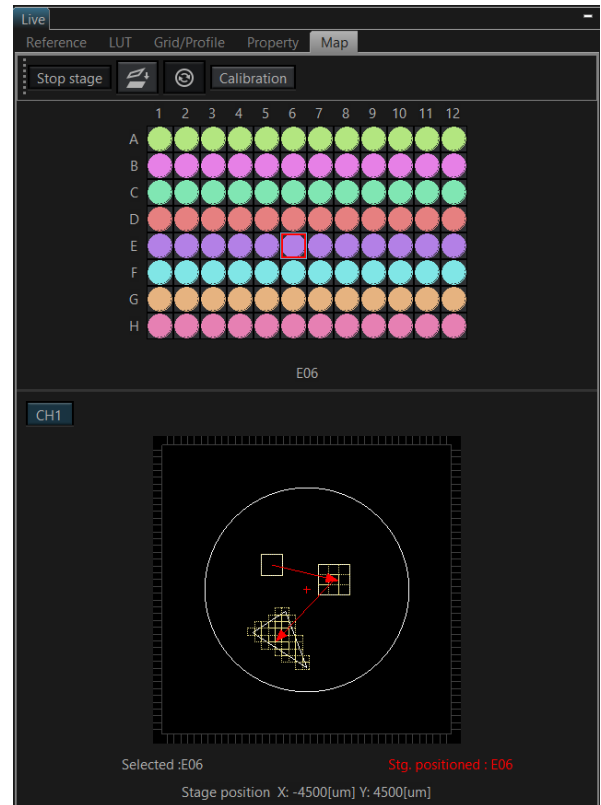 Live
Reference LUT Grid/Profile Property Map
Stop stage Calibration
1 2 3 4 5 6 7 8 9 10 11 12
A
B
C
D
E
F
G
H
E06
CH1
Selected :E06 Stg. positioned : E06
Stage position X: -4500[um] Y: 4500[um]